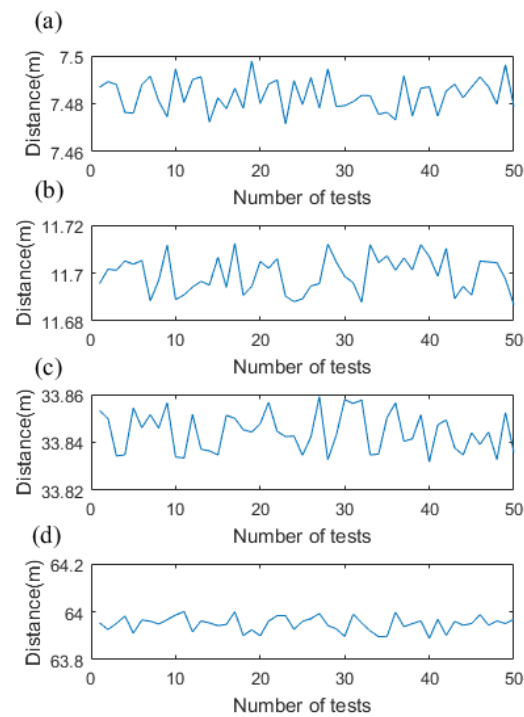 (a)
Distance(m)
7.5
7.48
7.46
0 10 20 30 40 50
Number of tests
(b)
Distance(m)
11.72
11.7
11.68
0 10 20 30 40 50
Number of tests
(c)
Distance(m)
33.86
33.84
33.82
0 10 20 30 40 50
Number of tests
(d)
Distance(m)
64.2
64
63.8
0 10 20 30 40 50
Number of tests